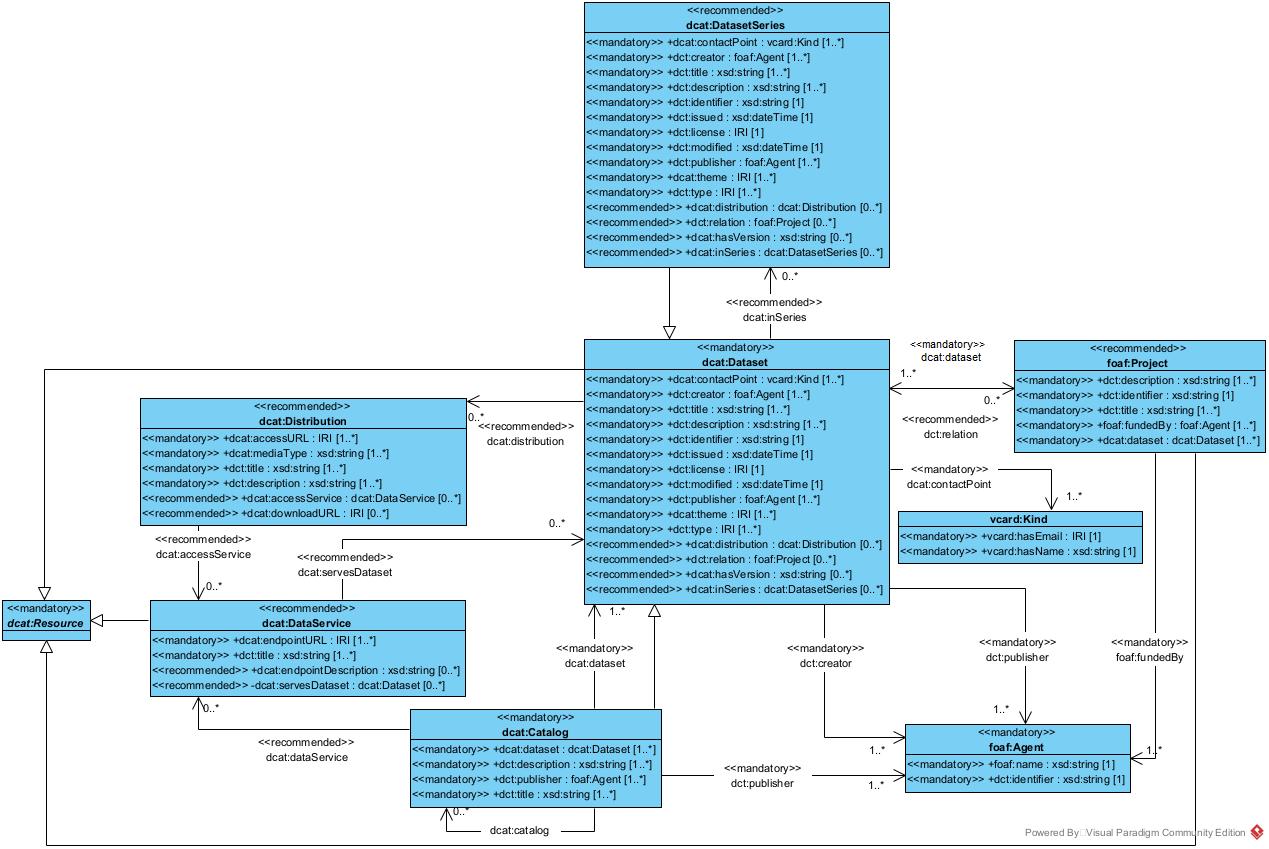 <<recommended>>
dcat:DatasetSeries
<<mandatory>> +dcat:contactPoint : vcard:Kind [1..*]
<<mandatory>> +dct:creator : foaf:Agent [1..*]
<<mandatory>> +dct:title : xsd:string [1..*]
<<mandatory>> +dct:description : xsd:string [1..*]
<<mandatory>> +dct:identifier : xsd:string [1]
<<mandatory>> +dct:issued : xsd:dateTime [1]
<<mandatory>> +dct:license : IRI [1]
<<mandatory>> +dct:modified : xsd:dateTime [1]
<<mandatory>> +dct:publisher : foaf:Agent [1..*]
<<mandatory>> +dcat:theme : IRI [1..*]
<<mandatory>> +dct:type : IRI [1..*]
<<recommended>> +dcat:distribution : dcat:Distribution [0..*]
<<recommended>> +dct:relation : foaf:Project [0..*]
<<recommended>> +dcat:hasVersion : xsd:string [0..*]
<<recommended>> +dcat:inSeries : dcat:DatasetSeries [0..*]
0..*
<<recommended>>
dcat:inSeries
<<mandatory>>
dcat:Dataset
<<mandatory>> +dcat:contactPoint : vcard:Kind [1..*]
<<mandatory>> +dct:creator : foaf:Agent [1..*]
<<mandatory>> +dct:title : xsd:string [1..*]
<<mandatory>> +dct:description : xsd:string [1..*]
<<mandatory>> +dct:identifier : xsd:string [1]
<<mandatory>> +dct:issued : xsd:dateTime [1]
<<mandatory>> +dct:license : IRI [1]
<<mandatory>> +dct:modified : xsd:dateTime [1]
<<mandatory>> +dct:publisher : foaf:Agent [1..*]
<<mandatory>> +dcat:theme : IRI [1..*]
<<mandatory>> +dct:type : IRI [1..*]
<<recommended>> +dcat:distribution : dcat:Distribution [0..*]
<<recommended>> +dct:relation : foaf:Project [0..*]
<<recommended>> +dcat:hasVersion : xsd:string [0..*]
<<recommended>> +dcat:inSeries : dcat:DatasetSeries [0..*]
<<mandatory>>
dcat:dataset
1..*
0..*
<<recommended>>
dct:relation
<<recommended>>
foaf:Project
<<mandatory>> +dct:description : xsd:string [1..*]
<<mandatory>> +dct:identifier : xsd:string [1]
<<mandatory>> +dct:title : xsd:string [1..*]
<<mandatory>> +foaf:fundedBy : foaf:Agent [1..*]
<<mandatory>> +dcat:dataset : dcat:Dataset [1..*]
<<recommended>>
dcat:Distribution
<<mandatory>> +dcat:accessURL : IRI [1..*]
<<mandatory>> +dcat:mediaType : xsd:string [1..*]
<<mandatory>> +dct:title : xsd:string [1..*]
<<mandatory>> +dct:description : xsd:string [1..*]
<<recommended>> +dcat:accessService : dcat:DataService [0..*]
<<recommended>> +dcat:downloadURL : IRI [0..*]
0..*
<<recommended>>
dcat:distribution
<<mandatory>>
dcat:contactPoint
1..*
vcard:Kind
<<mandatory>> +vcard:hasEmail : IRI [1]
<<mandatory>> +vcard:hasName : xsd:string [1]
<<recommended>>
dcat:accessService
0..*
<<recommended>>
dcat:servesDataset
0..*
<<mandatory>>
dcat:Resource
<<recommended>>
dcat:DataService
<<mandatory>> +dcat:endpointURL : IRI [1..*]
<<mandatory>> +dct:title : xsd:string [1..*]
<<recommended>> +dcat:endpointDescription : xsd:string [0..*]
<<recommended>> -dcat:servesDataset : dcat:Dataset [0..*]
1..*
<<mandatory>>
dcat:dataset
<<mandatory>>
dct:creator
1..*
<<mandatory>>
dct:publisher
1..*
<<mandatory>>
foaf:fundedBy
1..*
0..*
<<recommended>>
dcat:dataService
<<mandatory>>
dcat:Catalog
<<mandatory>> +dcat:dataset : dcat:Dataset [1..*]
<<mandatory>> +dct:description : xsd:string [1..*]
<<mandatory>> +dct:publisher : foaf:Agent [1..*]
<<mandatory>> +dct:title : xsd:string [1..*]
<<mandatory>>
dct:publisher
1..*
<<mandatory>>
foaf:Agent
<<mandatory>> +foaf:name : xsd:string [1]
<<mandatory>> +dct:identifier : xsd:string [1]
0..*
dcat:catalog
Powered By Visual Paradigm Community Edition